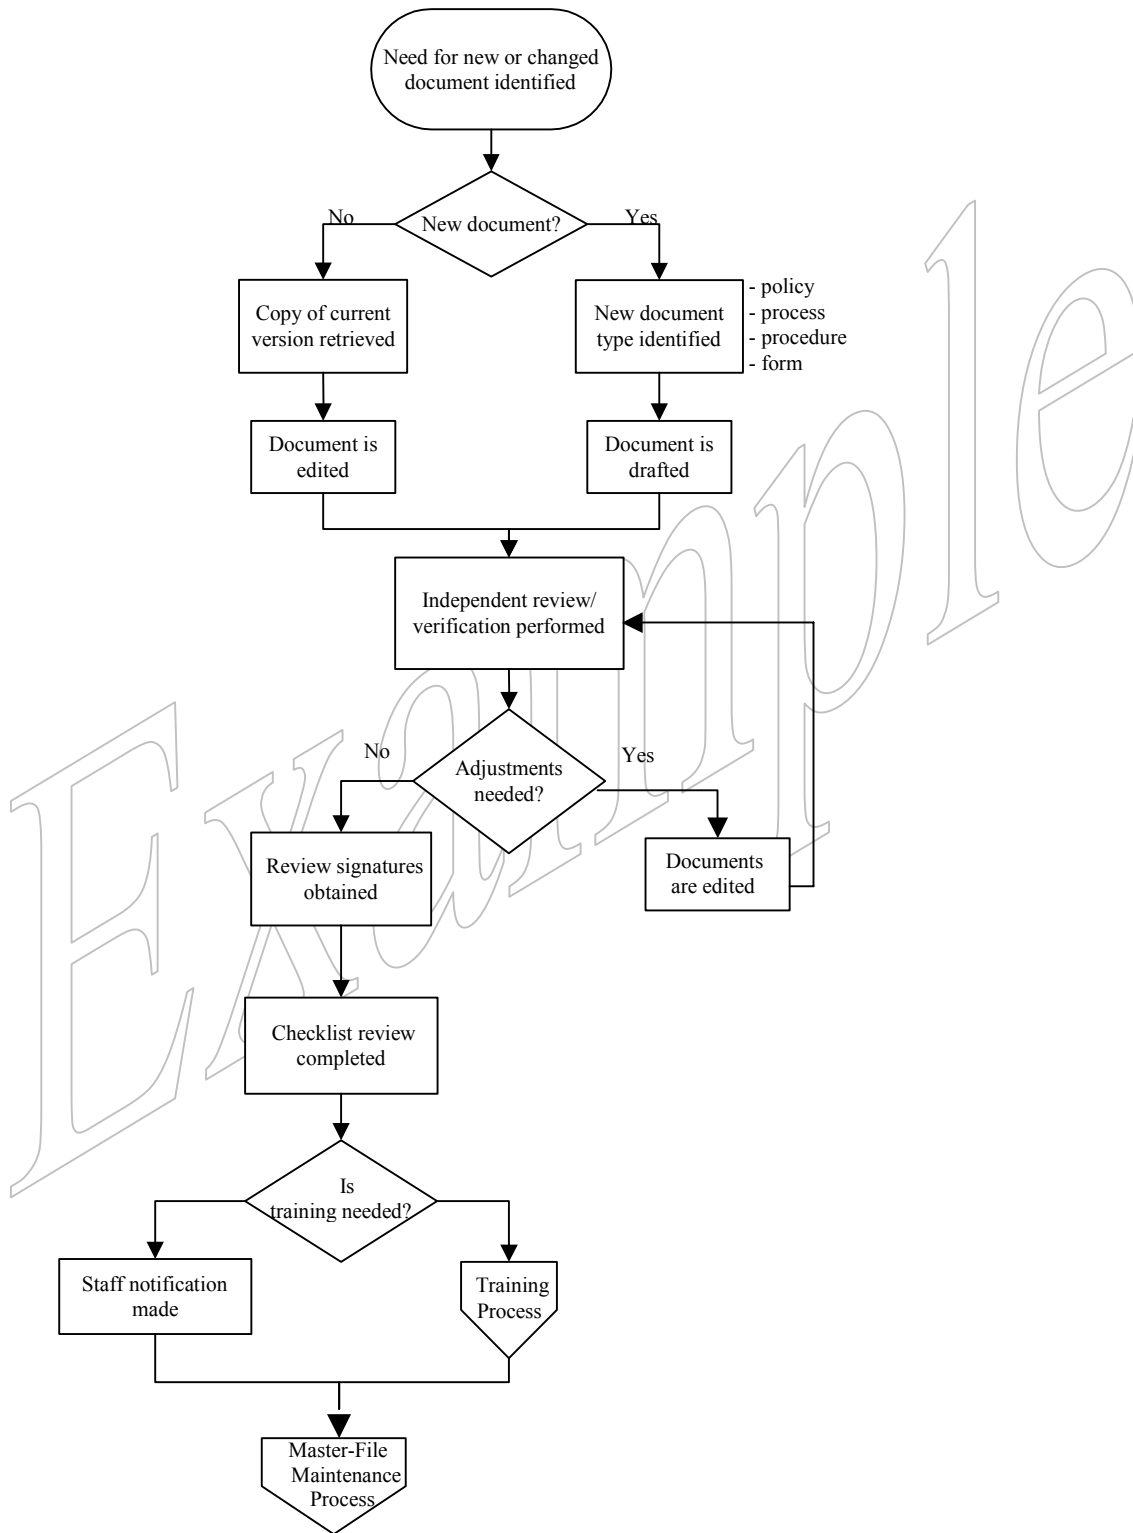 Need for new or changed
document identified
No
New document?
Yes
Copy of current
version retrieved
New document
type identified
- policy
- process
- procedure
- form
Document is
edited
Document is
drafted
Independent review/
verification performed
No
Adjustments
needed?
Yes
Review signatures
obtained
Documents
are edited
Checklist review
completed
Is
training needed?
Staff notification
made
Training
Process
Master-File
Maintenance
Process
Example